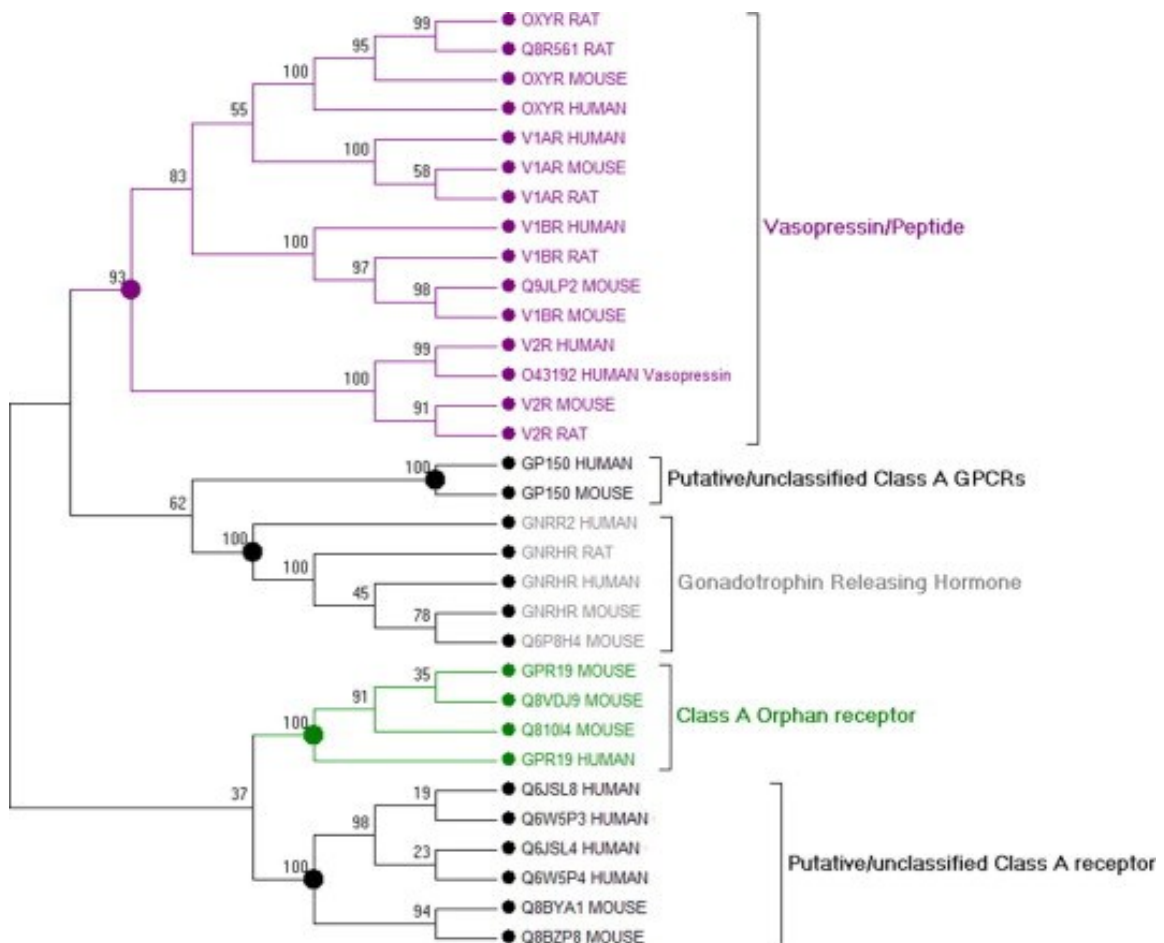 OXYR RAT
99
Q8R561 RAT
95
OXYR MOUSE
100
OXYR HUMAN
55
V1AR HUMAN
100
V1AR MOUSE
58
83
V1AR RAT
V1BR HUMAN
Vasopressin/Peptide
100
V1BR RAT
97
93
Q9JLP2 MOUSE
98
V1BR MOUSE
V2R HUMAN
99
O43192 HUMAN Vasopressin
100
V2R MOUSE
91
V2R RAT
GP150 HUMAN
100
Putative/unclassified Class A GPCRs
GP150 MOUSE
62
GNRR2 HUMAN
100
GNRHR RAT
100
GNRHR HUMAN
Gonadotrophin Releasing Hormone
45
GNRHR MOUSE
78
Q6P8H4 MOUSE
GPR19 MOUSE
35
Q8VDJ9 MOUSE
91
Class A Orphan receptor
100
Q810I4 MOUSE
GPR19 HUMAN
Q6JSL8 HUMAN
37
19
Q6W5P3 HUMAN
98
Q6JSL4 HUMAN
23
Putative/unclassified Class A receptor
100
Q6W5P4 HUMAN
Q8BYA1 MOUSE
94
Q8BZP8 MOUSE